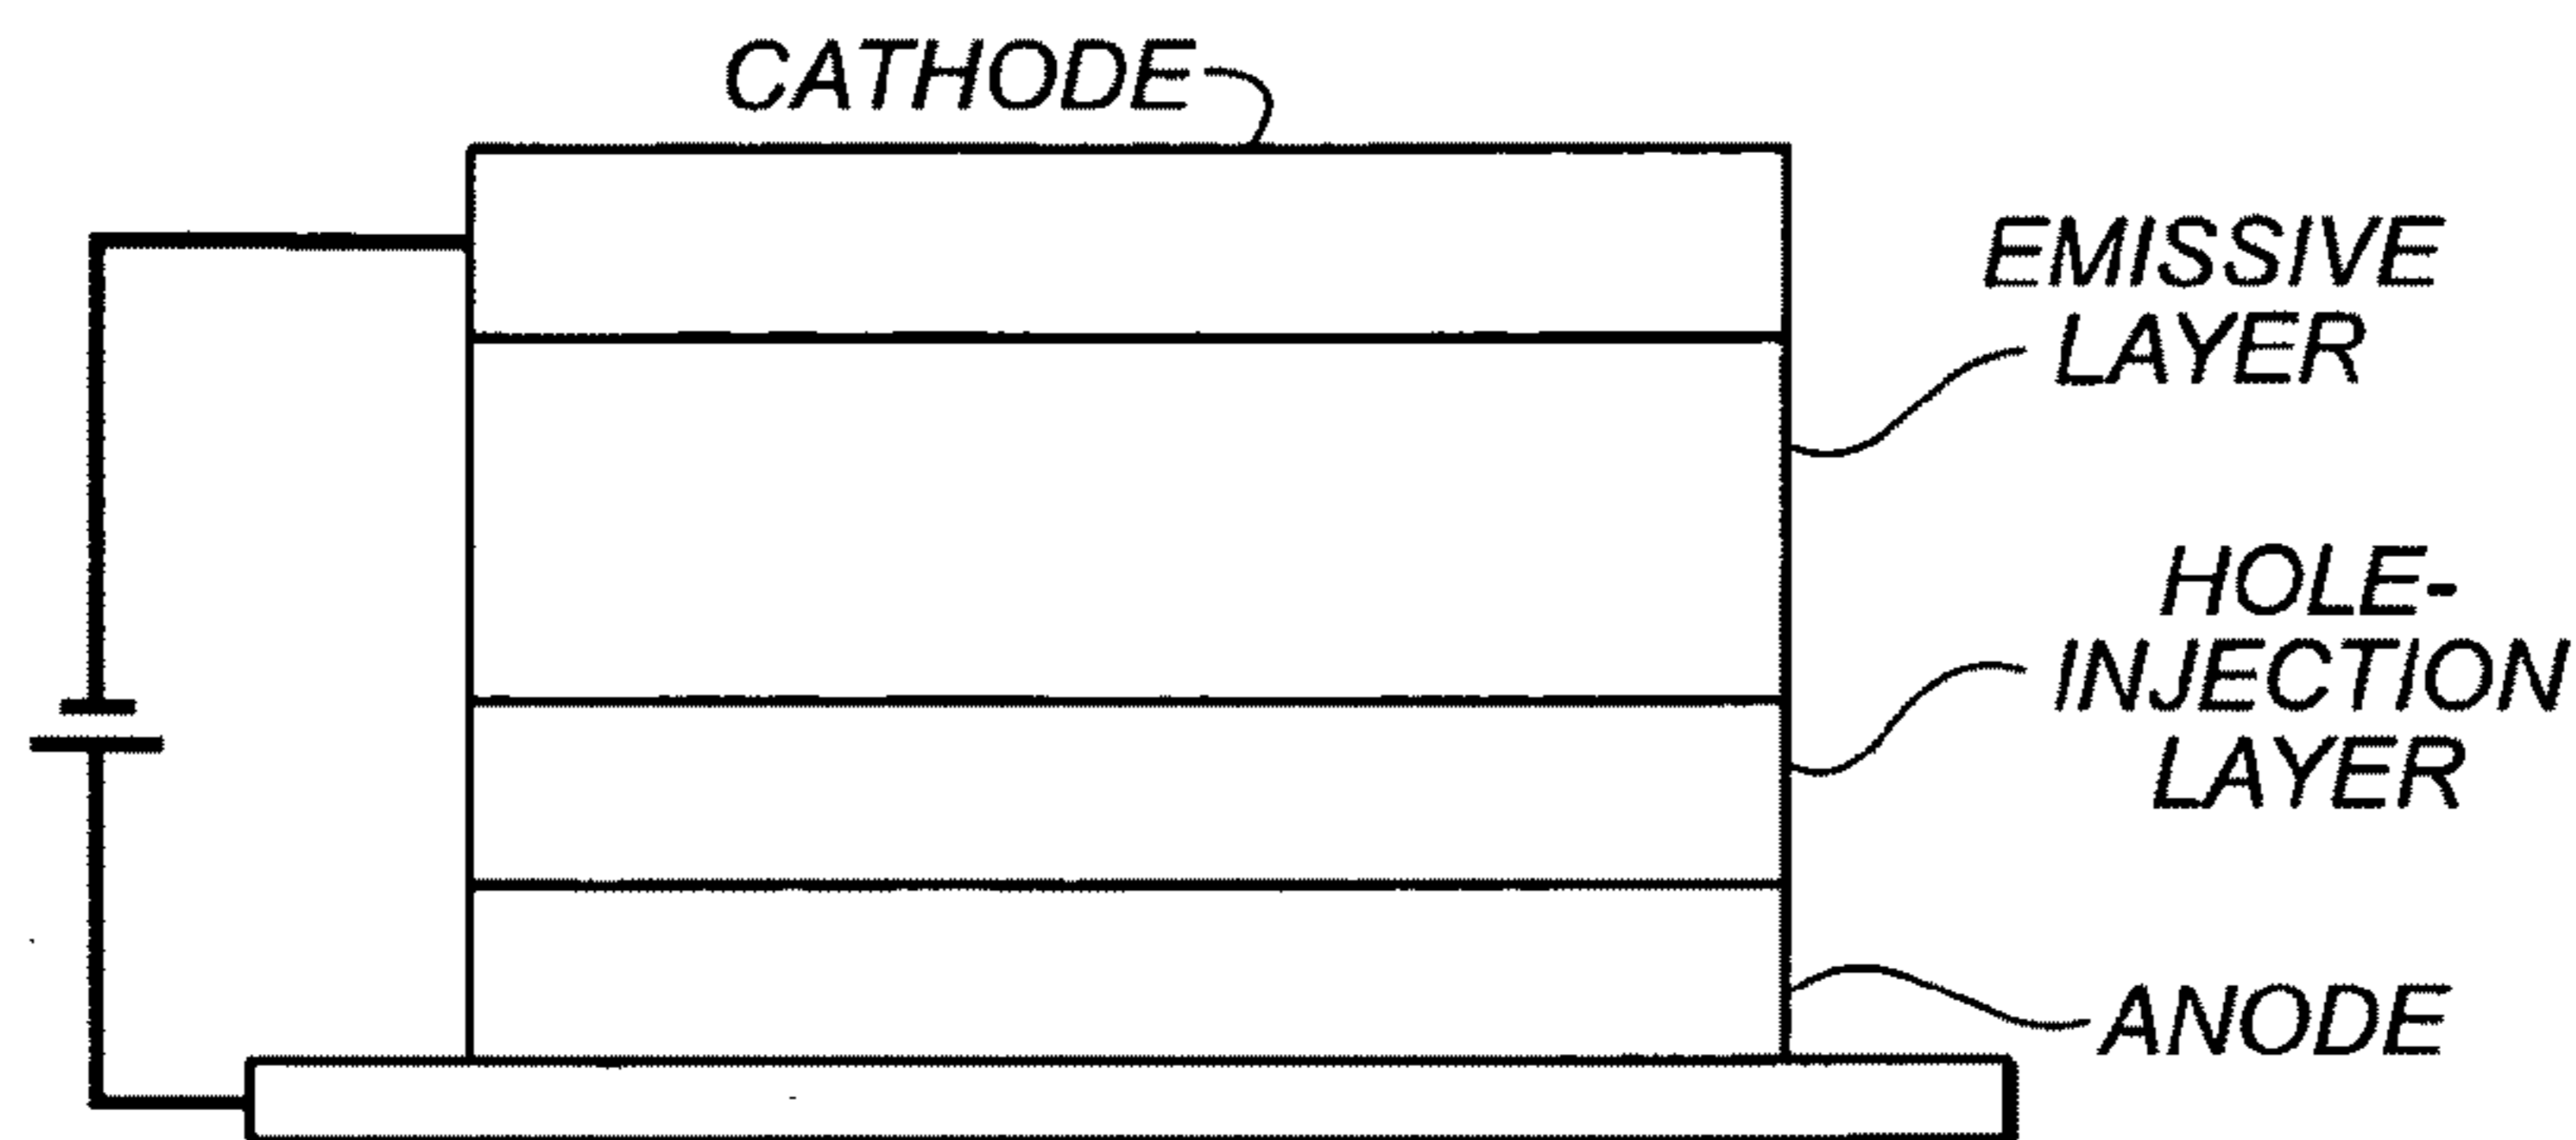 CATHODE
EMISSIVE
LAYER
HOLE-
INJECTION
LAYER
ANODE